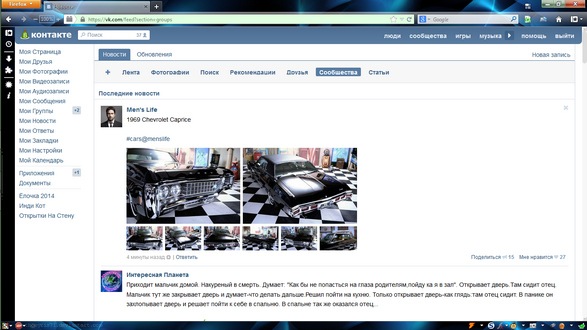 Firefox
https://vk.com/feed?section=groups
Google
контакте
Поиск
люди сообщества игры музыка помощь выйти
Моя Страница
Мои Друзья
Мои Фотографии
Мои Видеозаписи
Мои Аудиозаписи
Мои Сообщения
Мои Группы +2
Мои Новости
Мои Ответы
Мои Закладки
Мои Настройки
Мой Календарь
Приложения +1
Документы
Елочка 2014
Инди Кот
Открытки На Стену
Новости Обновления Новая запись
+ Лента Фотографии Поиск Рекомендации Друзья Сообщества Статьи
Последние новости
Men's Life
1969 Chevrolet Caprice
#cars@menslife
4 минуты назад | Ответить Поделиться 15 Мне нравится 27
Интересная Планета
Приходит мальчик домой. Накуреный в смерть. Думает: "Как бы не попасться на глаза родителям,пойду ка я в зал". Открывает дверь.Там сидит отец.
Мальчик тут же закрывает дверь и думает-что делать дальше.Решил пойти на кухню. Только открывает дверь-как глядь:там отец сидит. В панике он
захлопывает дверь и решает пойти к себе в спальню. В спальне так же оказался отец...